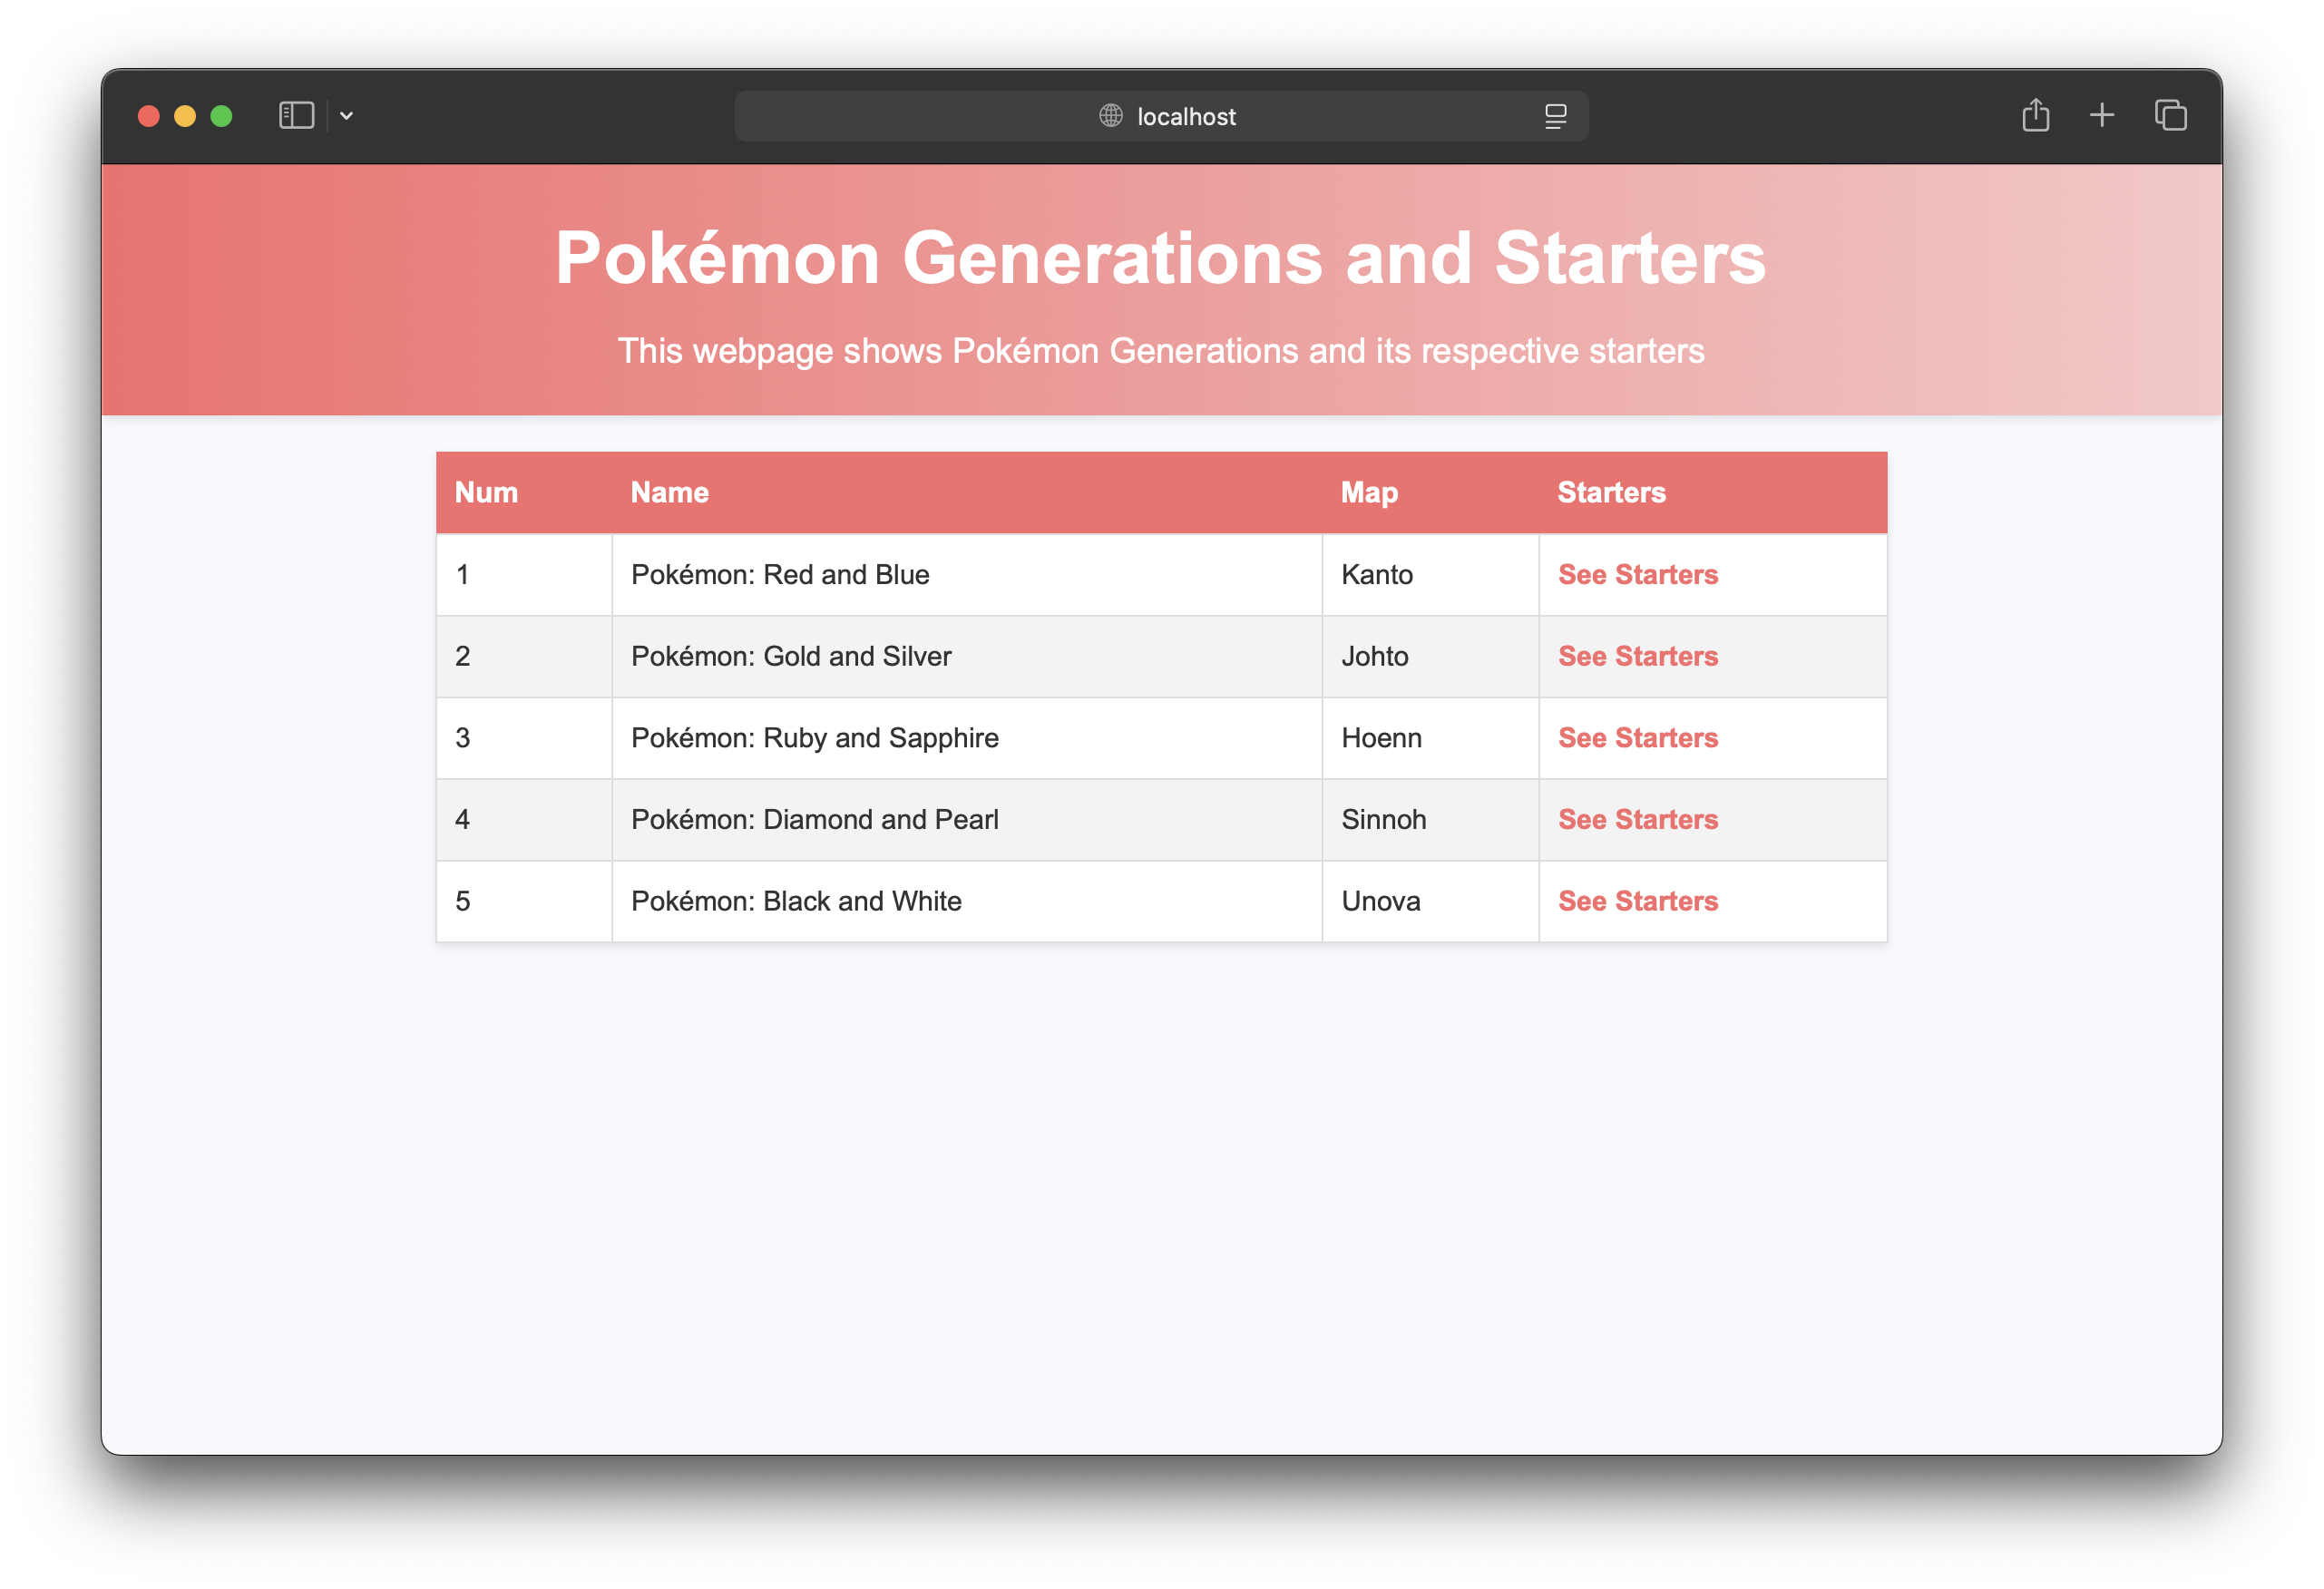 localhost
Pokémon Generations and Starters
This webpage shows Pokémon Generations and its respective starters
Num Name Map Starters
1 Pokémon: Red and Blue Kanto See Starters
2 Pokémon: Gold and Silver Johto See Starters
3 Pokémon: Ruby and Sapphire Hoenn See Starters
4 Pokémon: Diamond and Pearl Sinnoh See Starters
5 Pokémon: Black and White Unova See Starters